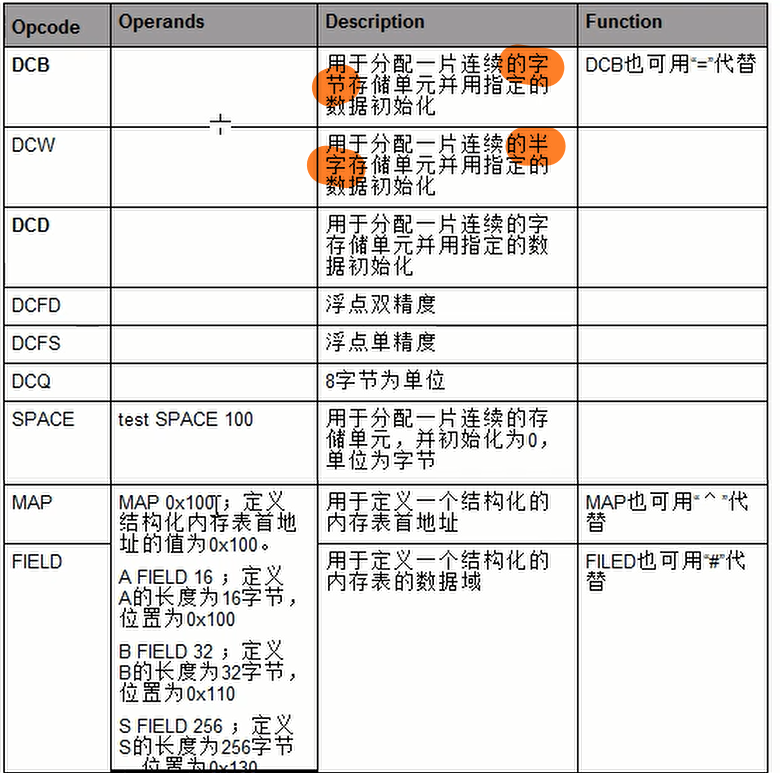 Opcode Operands Description Function
DCB
用于分配一片连续的字
节存储单元并用指定的
数据初始化
DCB也可用“=”代替
DCW
用于分配一片连续的半
字存储单元并用指定的
数据初始化
DCD
用于分配一片连续的字
存储单元并用指定的数
据初始化
DCFD
浮点双精度
DCFS
浮点单精度
DCQ
8字节为单位
SPACE
test SPACE 100
用于分配一片连续的存
储单元，并初始化为0，
单位为字节
MAP
MAP 0x100；定义
结构化内存表首地
址的值为0x100。
用于定义一个结构化的
内存表首地址
MAP也可用“＾”代
替
FIELD
A FIELD 16 ；定义
A的长度为16字节，
位置为0x100
B FIELD 32 ；定义
B的长度为32字节，
位置为0x110
S FIELD 256 ；定义
S的长度为256字节
，位置为0x130
用于定义一个结构化的
内存表的数据域
FILED也可用“#”代
替